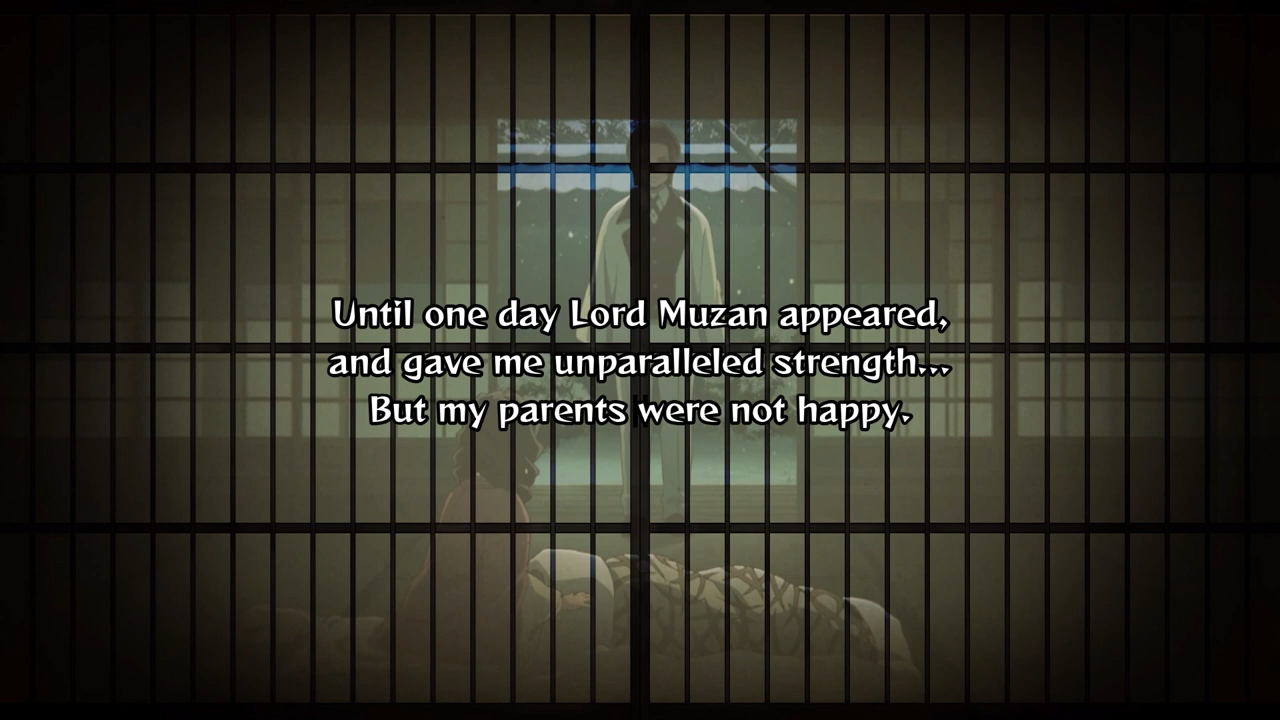 Until one day Lord Muzan appeared,
and gave me unparalleled strength...
But my parents were not happy.